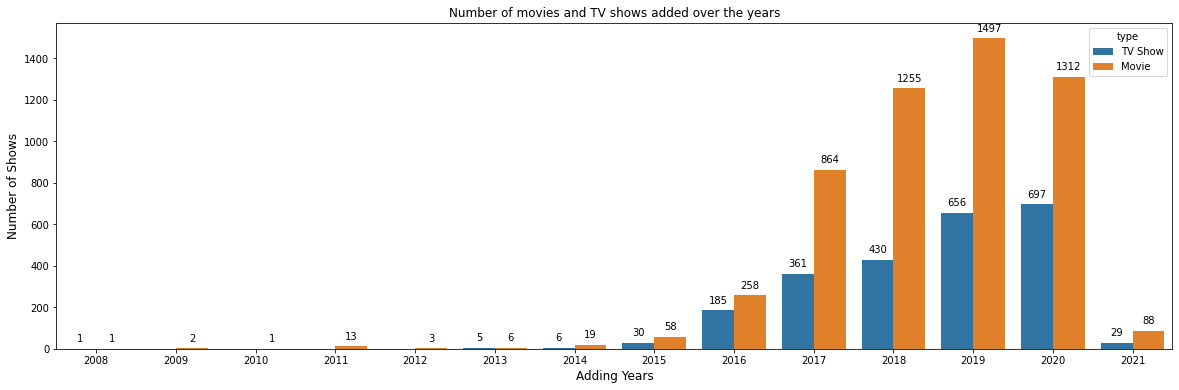 Number of movies and TV shows added over the years
Number of Shows
1400
1200
1000
800
600
400
200
0
type
TV Show
Movie
1 1 2 1 13 3 5 6 6 19 30 58 185 258 361 864 430 1255 656 1497 697 1312 29 88
2008 2009 2010 2011 2012 2013 2014 2015 2016 2017 2018 2019 2020 2021
Adding Years